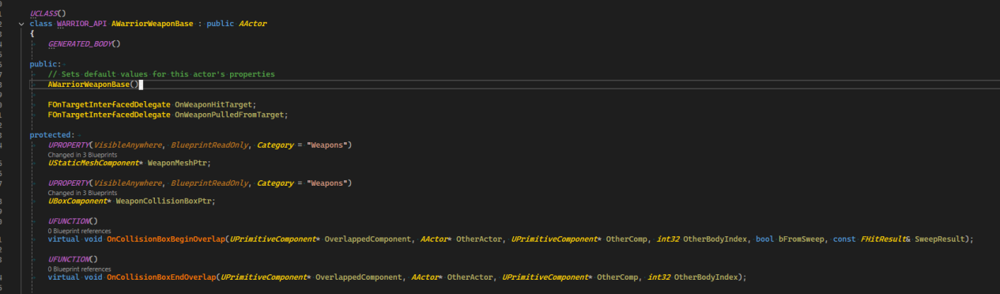 UCLASS()
class WARRIOR_API AWarriorWeaponBase : public AActor
{
GENERATED_BODY()
public:
// Sets default values for this actor's properties
AWarriorWeaponBase()
FOnTargetInterfacedDelegate OnWeaponHitTarget;
FOnTargetInterfacedDelegate OnWeaponPulledFromTarget;
protected:
UPROPERTY(VisibleAnywhere, BlueprintReadOnly, Category = "Weapons")
Changed in 3 Blueprints
UStaticMeshComponent* WeaponMeshPtr;
UPROPERTY(VisibleAnywhere, BlueprintReadOnly, Category = "Weapons")
Changed in 3 Blueprints
UBoxComponent* WeaponCollisionBoxPtr;
UFUNCTION()
0 Blueprint references
virtual void OnCollisionBoxBeginOverlap(UPrimitiveComponent* OverlappedComponent, AActor* OtherActor, UPrimitiveComponent* OtherComp, int32 OtherBodyIndex, bool bFromSweep, const FHitResult& SweepResult);
UFUNCTION()
0 Blueprint references
virtual void OnCollisionBoxEndOverlap(UPrimitiveComponent* OverlappedComponent, AActor* OtherActor, UPrimitiveComponent* OtherComp, int32 OtherBodyIndex);